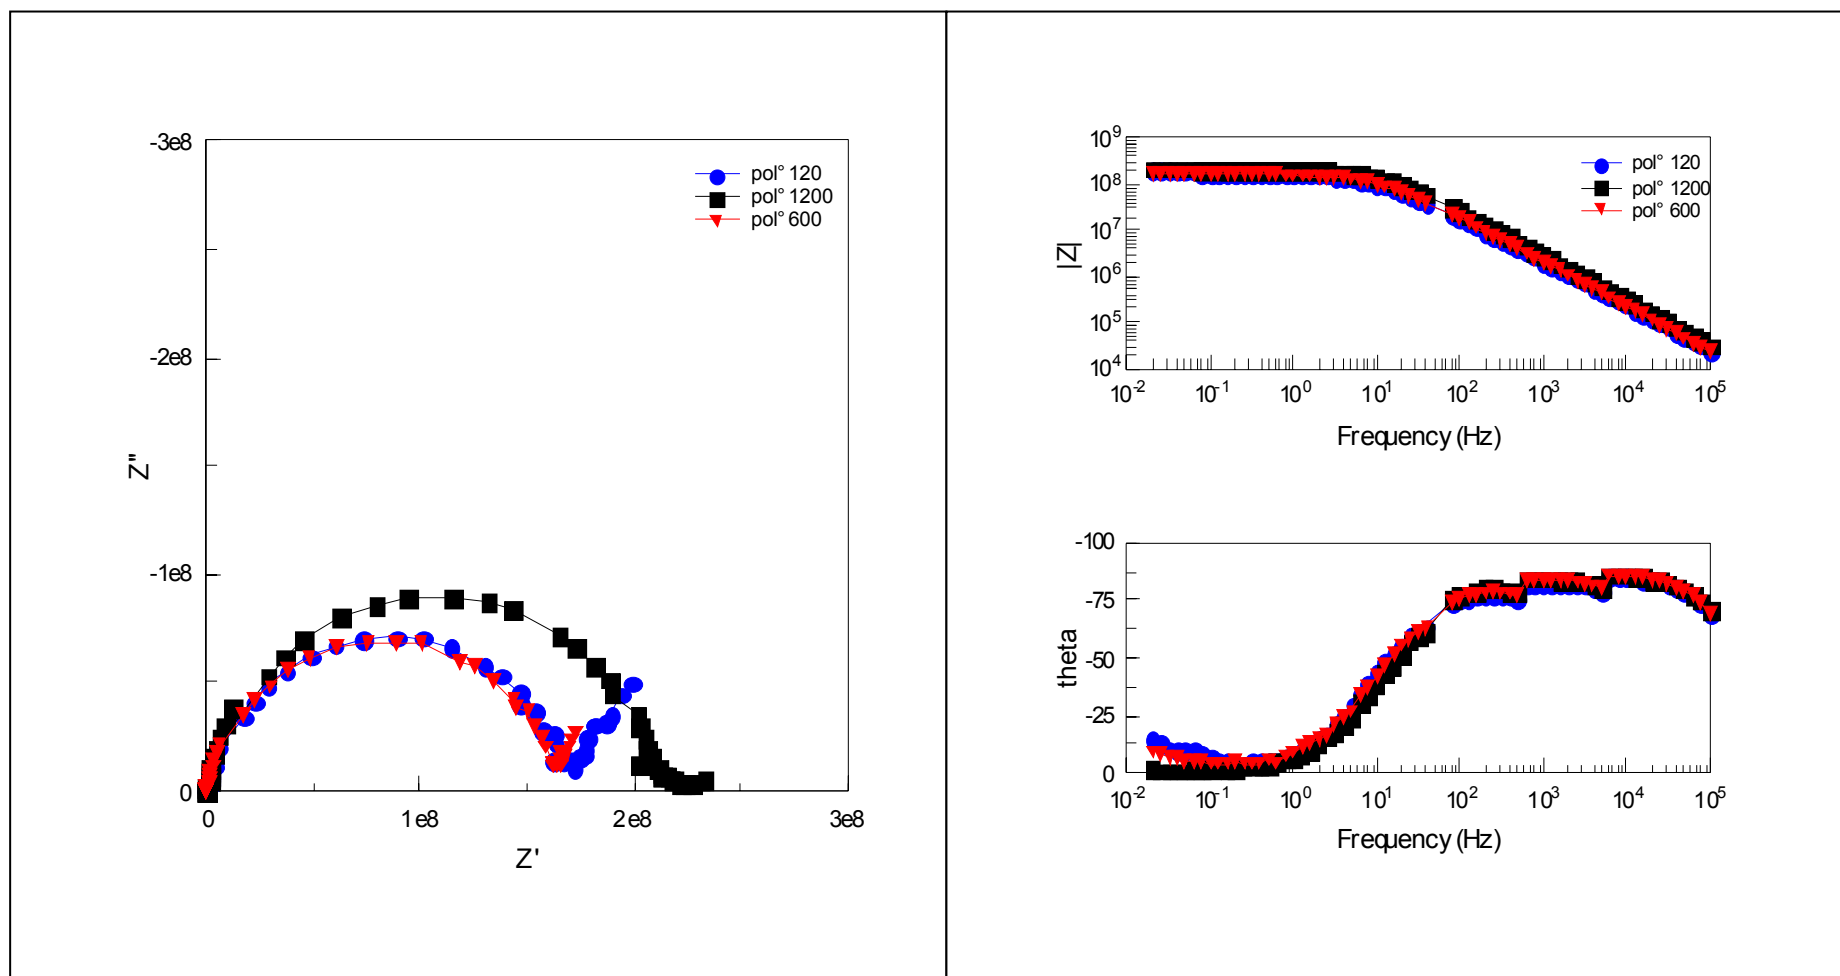 -3e8
-2e8
-1e8
0
Z''
0
1e8
2e8
3e8
Z'
pol° 120
pol° 1200
pol° 600
10^9
10^8
10^7
10^6
10^5
10^4
|Z|
10^-2
10^-1
10^0
10^1
10^2
10^3
10^4
10^5
Frequency (Hz)
pol° 120
pol° 1200
pol° 600
-100
-75
-50
-25
0
theta
10^-2
10^-1
10^0
10^1
10^2
10^3
10^4
10^5
Frequency (Hz)